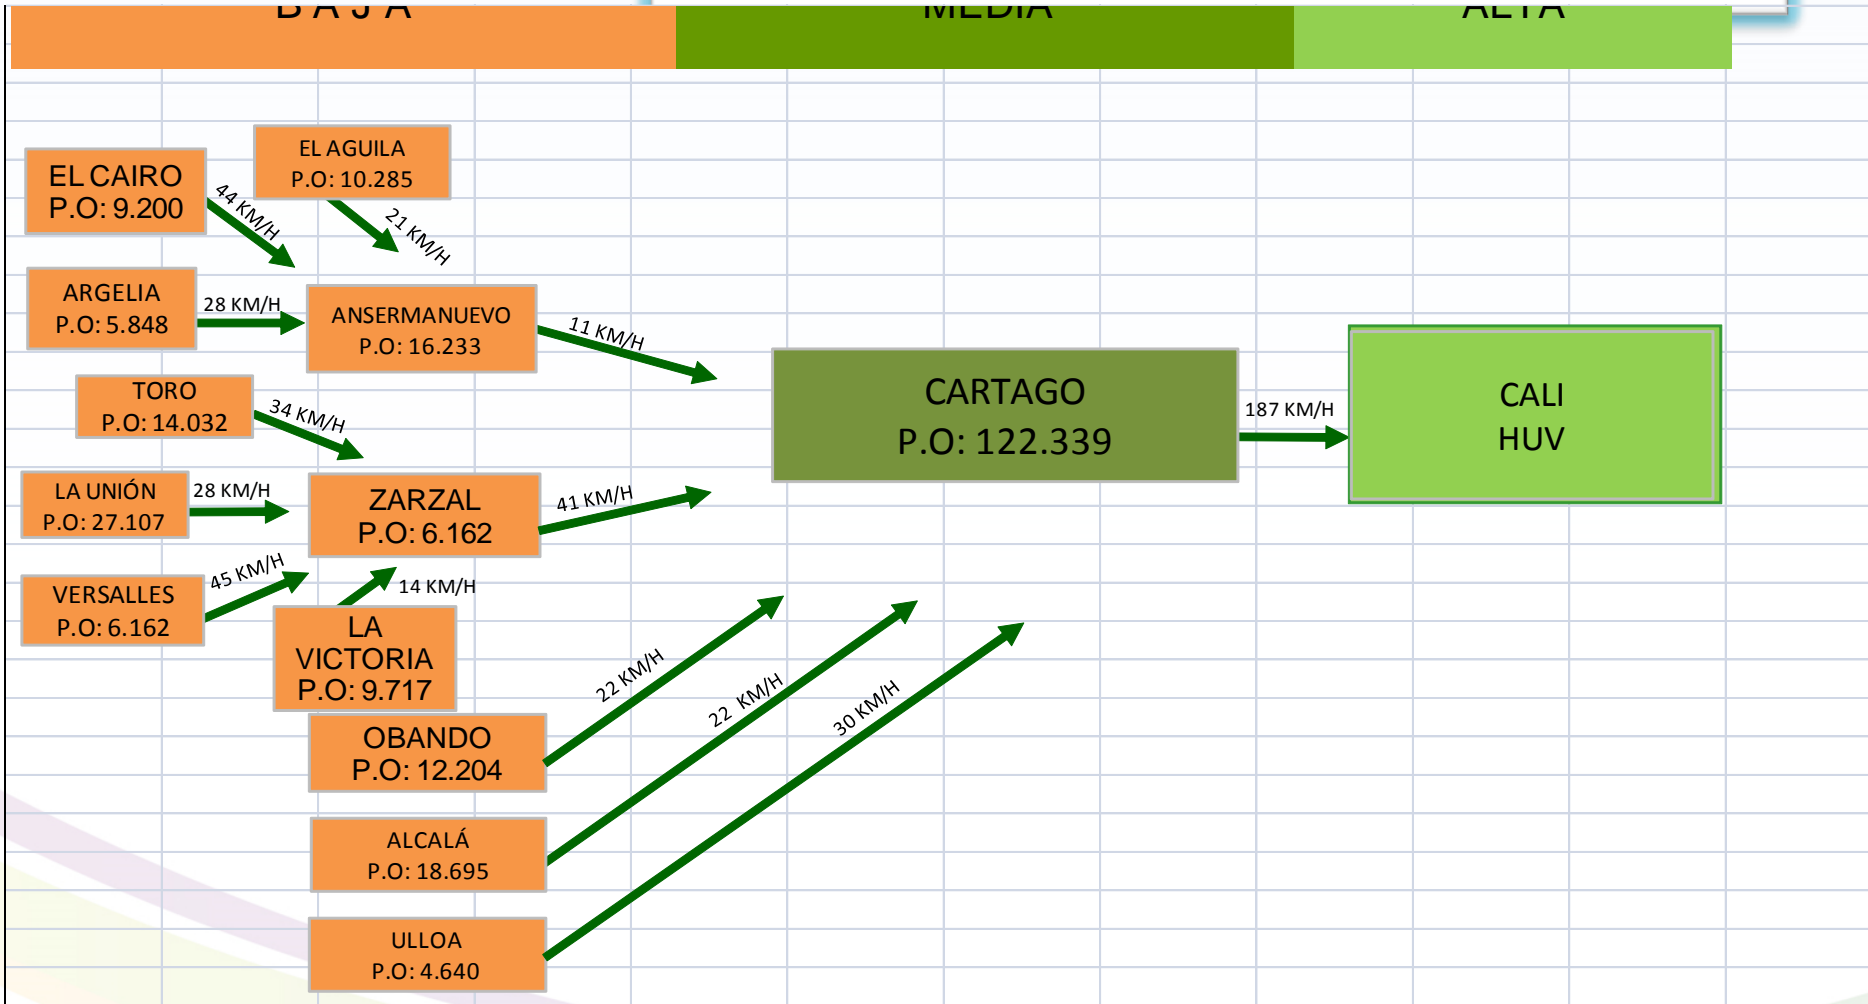 B A J A
MEDIA
ALTA
EL AGUILA
P.O: 10.285
EL CAIRO
P.O: 9.200
44 KM/H
21 KM/H
ARGELIA
P.O: 5.848
28 KM/H
ANSERMANUEVO
P.O: 16.233
11 KM/H
TORO
P.O: 14.032
34 KM/H
CARTAGO
P.O: 122.339
187 KM/H
CALI
HUV
LA UNIÓN
P.O: 27.107
28 KM/H
ZARZAL
P.O: 6.162
41 KM/H
VERSALLES
P.O: 6.162
45 KM/H
14 KM/H
LA
VICTORIA
P.O: 9.717
OBANDO
P.O: 12.204
22 KM/H
22 KM/H
30 KM/H
ALCALÁ
P.O: 18.695
ULLOA
P.O: 4.640